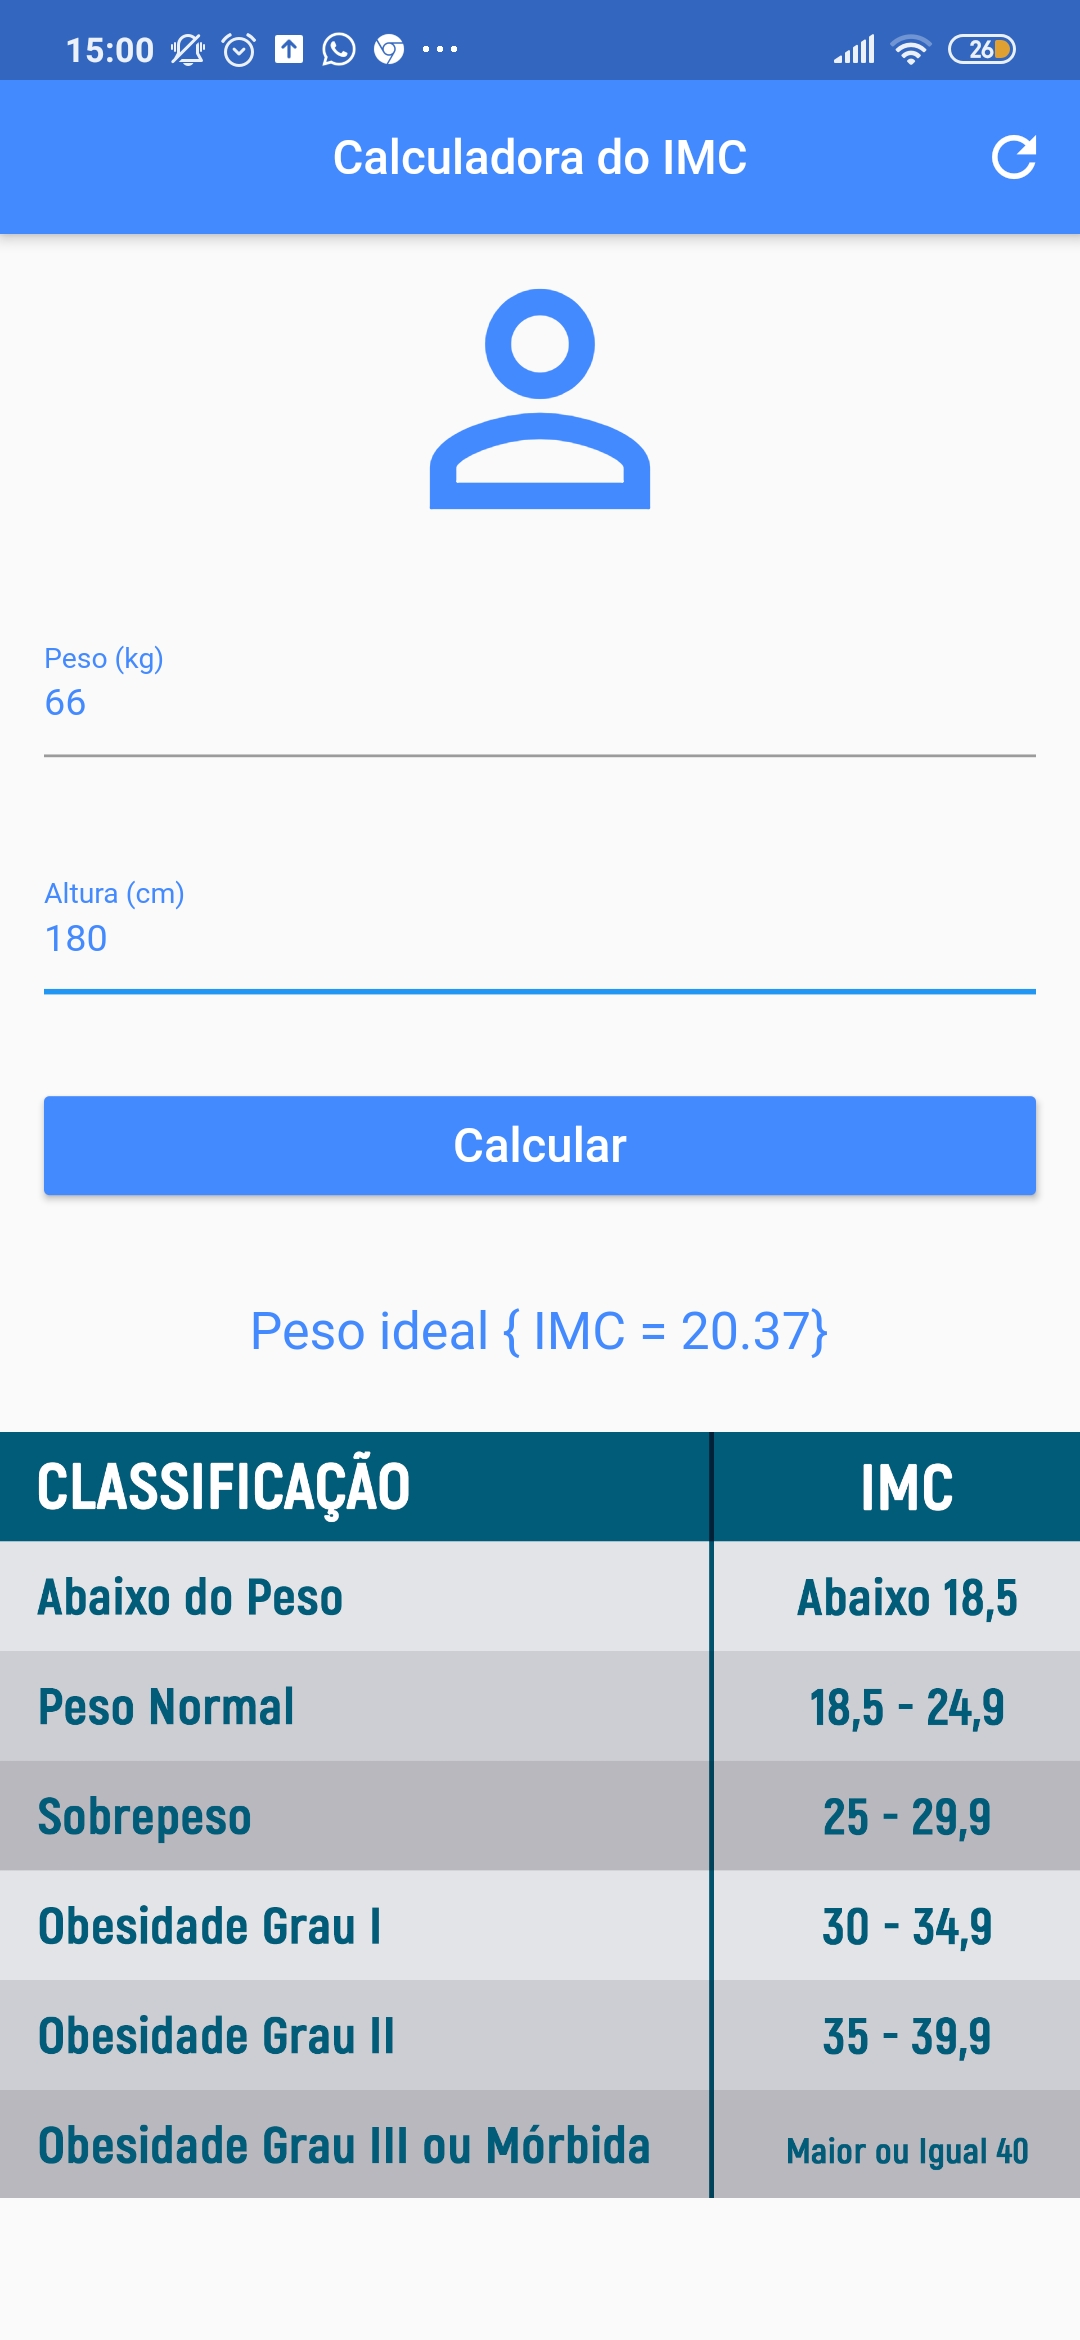 15:00
26
Calculadora do IMC
Peso (kg)
66
Altura (cm)
180
Calcular
Peso ideal { IMC = 20.37}
CLASSIFICAÇÃO IMC
Abaixo do Peso Abaixo 18,5
Peso Normal 18,5 - 24,9
Sobrepeso 25 - 29,9
Obesidade Grau I 30 - 34,9
Obesidade Grau II 35 - 39,9
Obesidade Grau III ou Mórbida Maior ou Igual 40